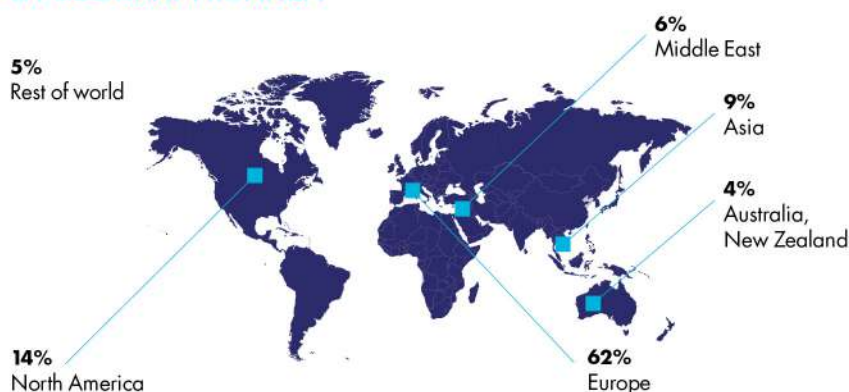 6%
Middle East
5%
Rest of world
9%
Asia
4%
Australia,
New Zealand
14%
North America
62%
Europe